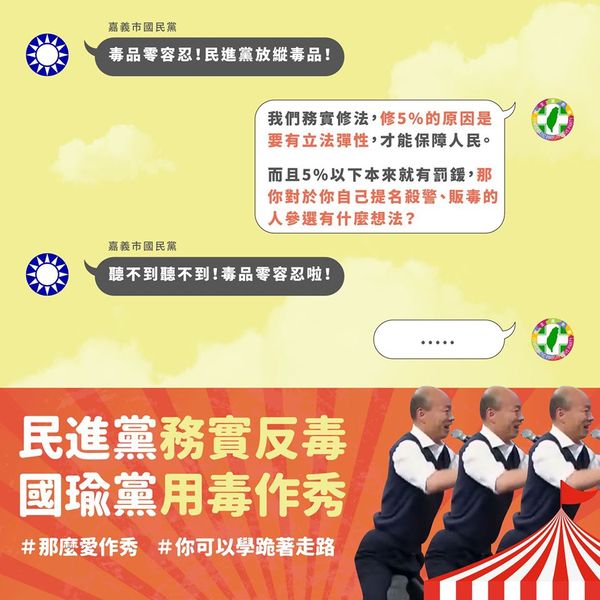 嘉義市國民黨
毒品零容忍!民進黨放縱毒品!
我們務實修法,修5%的原因是
要有立法彈性,才能保障人民。
而且5%以下本來就有罰鍰,那
你對於你自己提名殺警、販毒的
人參選有什麼想法?
嘉義市國民黨
聽不到聽不到!毒品零容忍啦!
.....
民進黨務實反毒
國瑜黨用毒作秀
#那麼愛作秀 #你可以學跪著走路